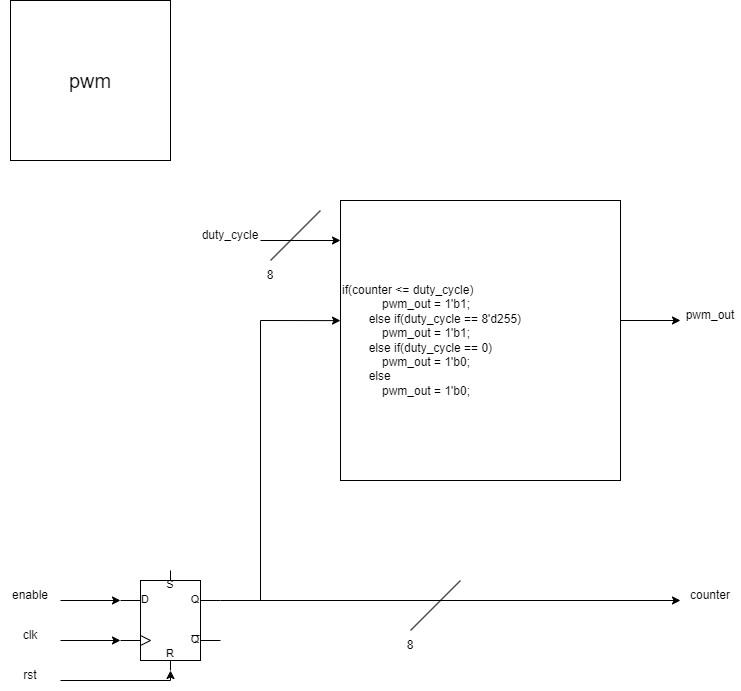 pwm
duty_cycle
8
if(counter <= duty_cycle)
pwm_out = 1'b1;
else if(duty_cycle == 8'd255)
pwm_out = 1'b1;
else if(duty_cycle == 0)
pwm_out = 1'b0;
else
pwm_out = 1'b0;
pwm_out
S
enable
D
Q
counter
clk
Q
8
R
rst